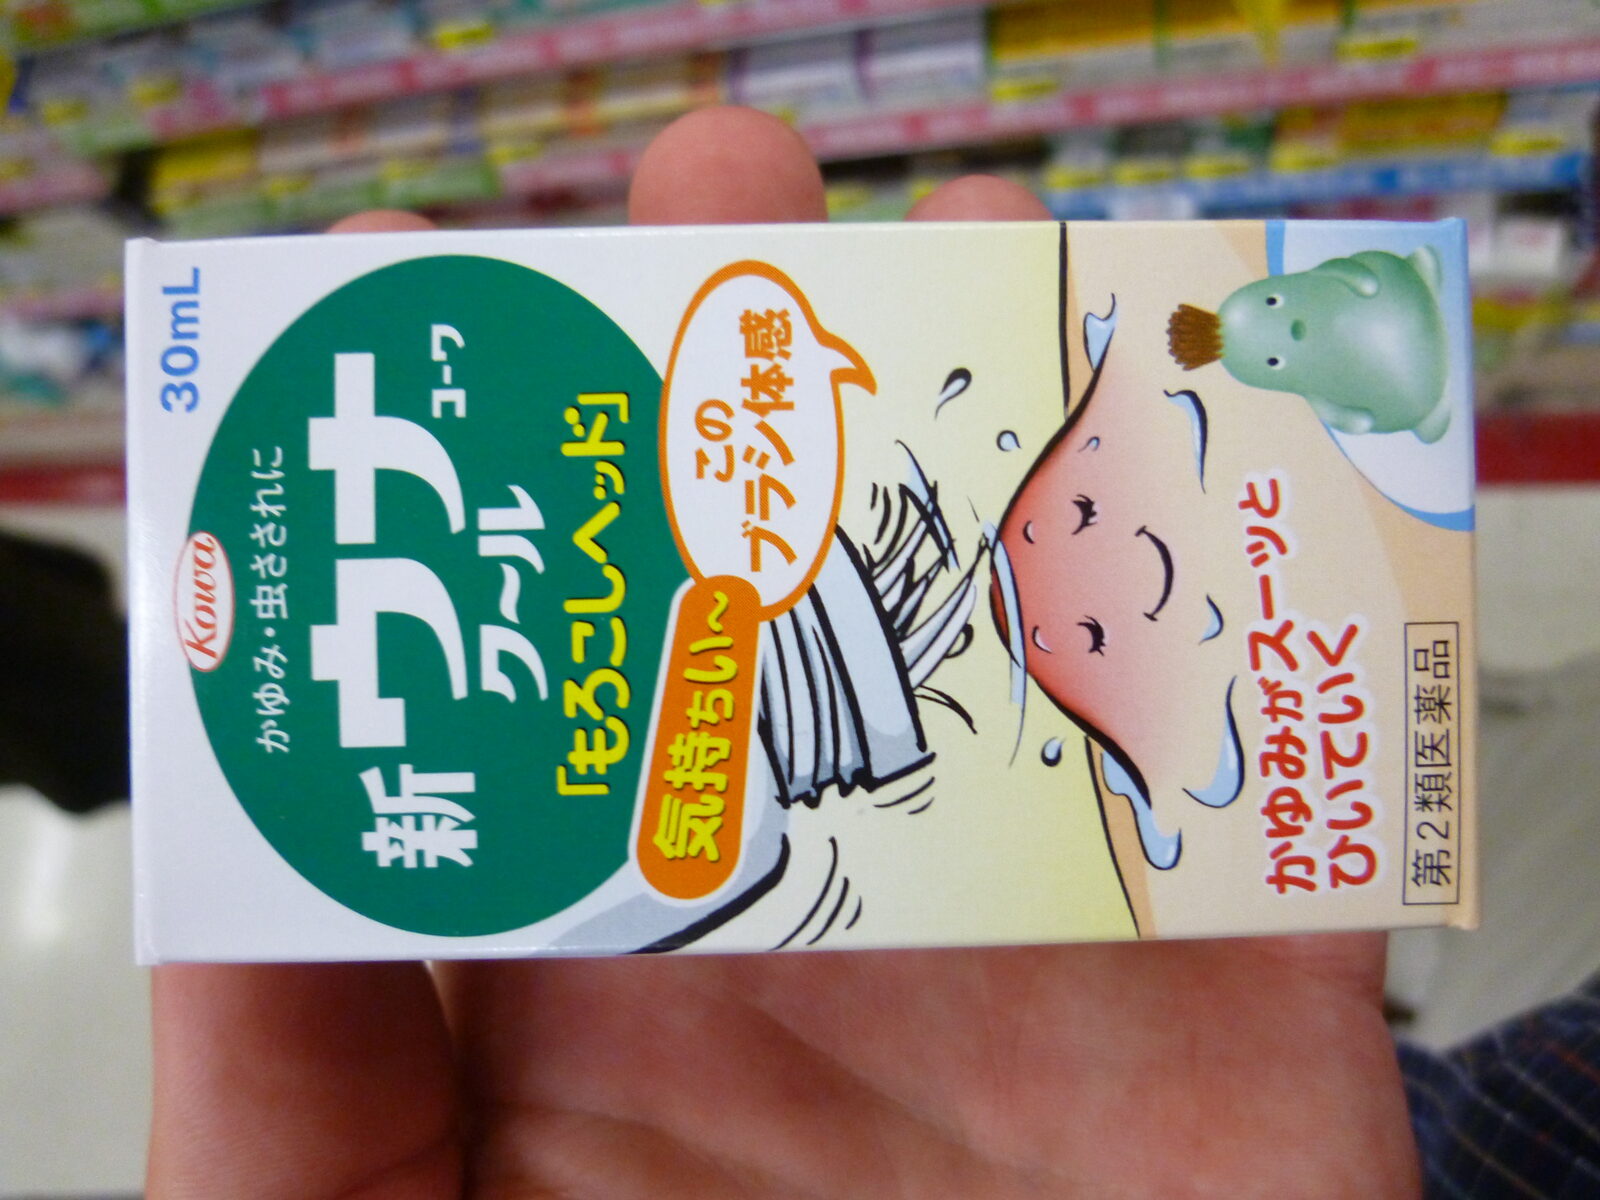 30mL
Kowa
かゆみ・虫さされに
新ウナ
コーワ
クール
「もろこしヘッド」
気持ちい〜
この
ブラシ体感
かゆみがスーッと
ひいていく
第2類医薬品